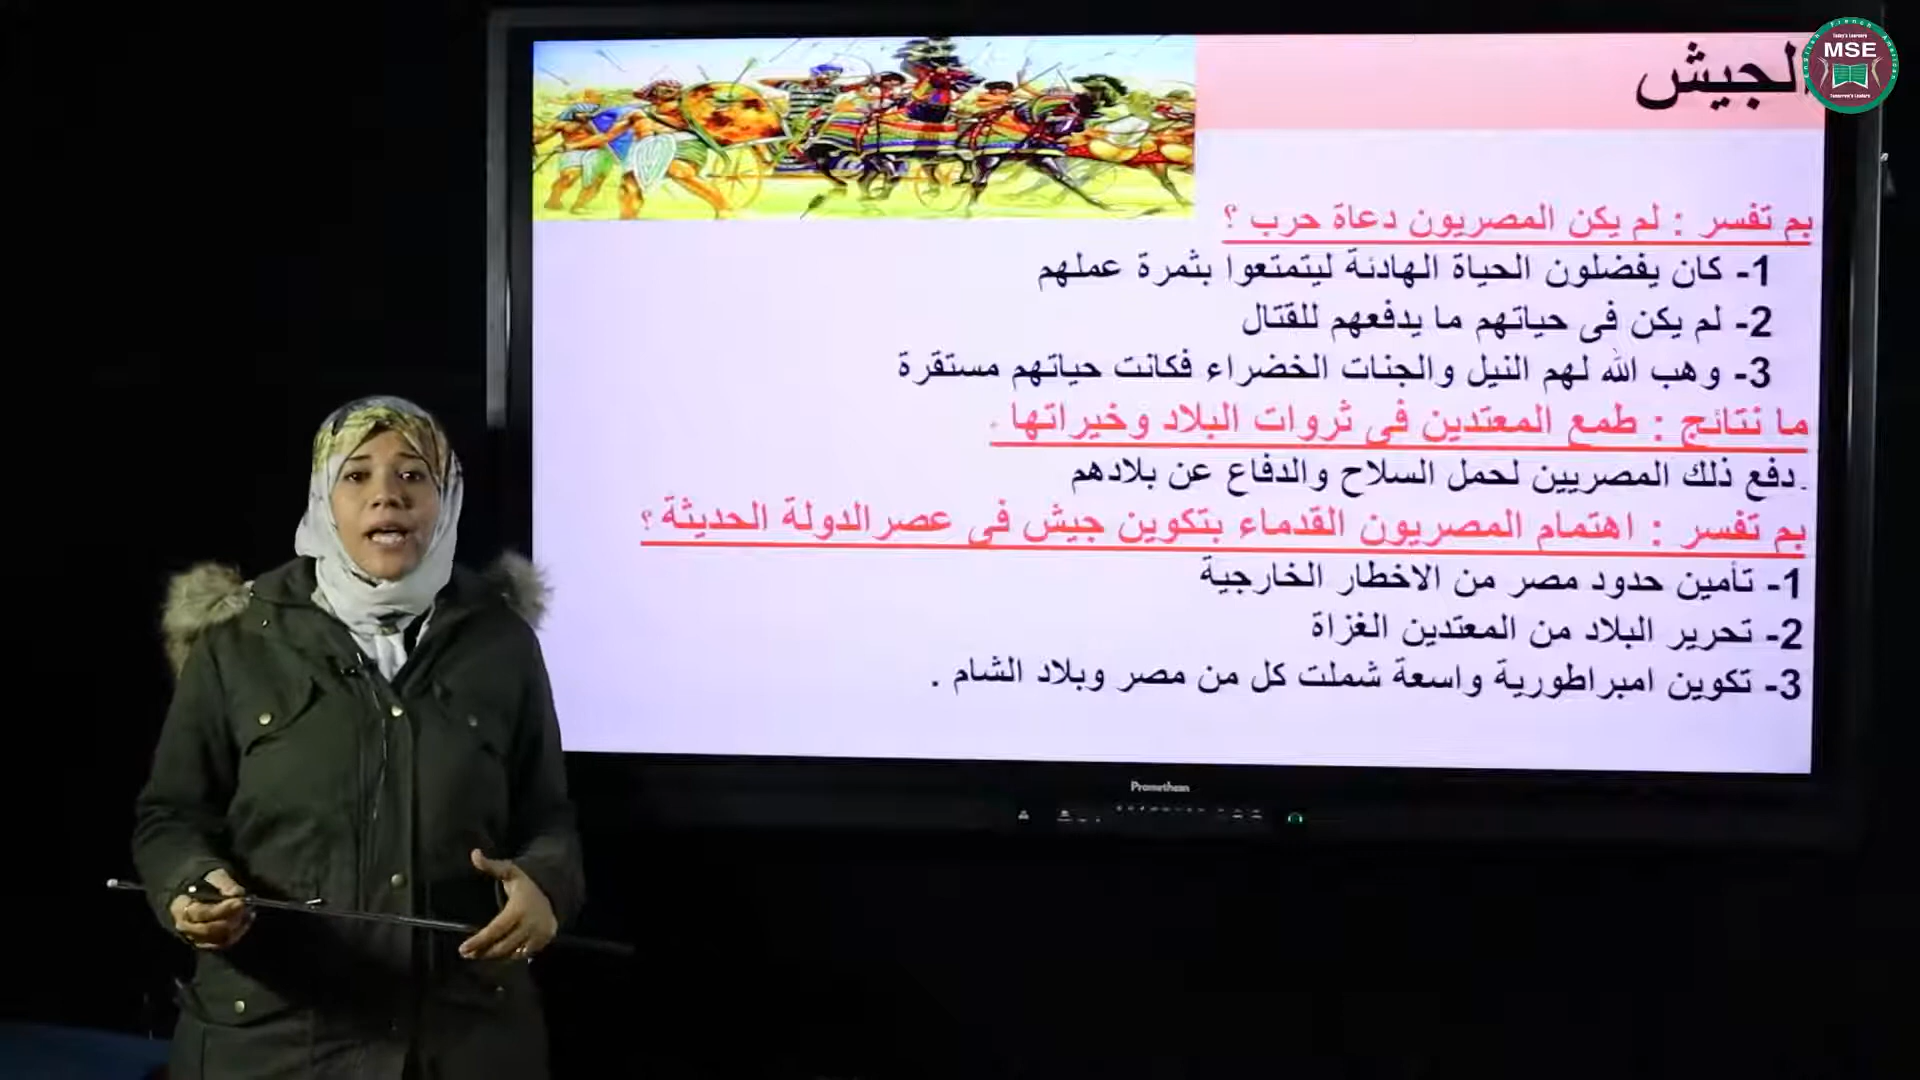 الجيش
MSE
بم تفسر : لم يكن المصريون دعاة حرب ؟
1- كان يفضلون الحياة الهادئة ليتمتعوا بثمرة عملهم
2- لم يكن فى حياتهم ما يدفعهم للقتال
3- وهب الله لهم النيل والجنات الخضراء فكانت حياتهم مستقرة
ما نتائج : طمع المعتدين فى ثروات البلاد وخيراتها .
.دفع ذلك المصريين لحمل السلاح والدفاع عن بلادهم
بم تفسر : اهتمام المصريون القدماء بتكوين جيش فى عصرالدولة الحديثة ؟
1- تأمين حدود مصر من الاخطار الخارجية
2- تحرير البلاد من المعتدين الغزاة
3- تكوين امبراطورية واسعة شملت كل من مصر وبلاد الشام .
Promethean